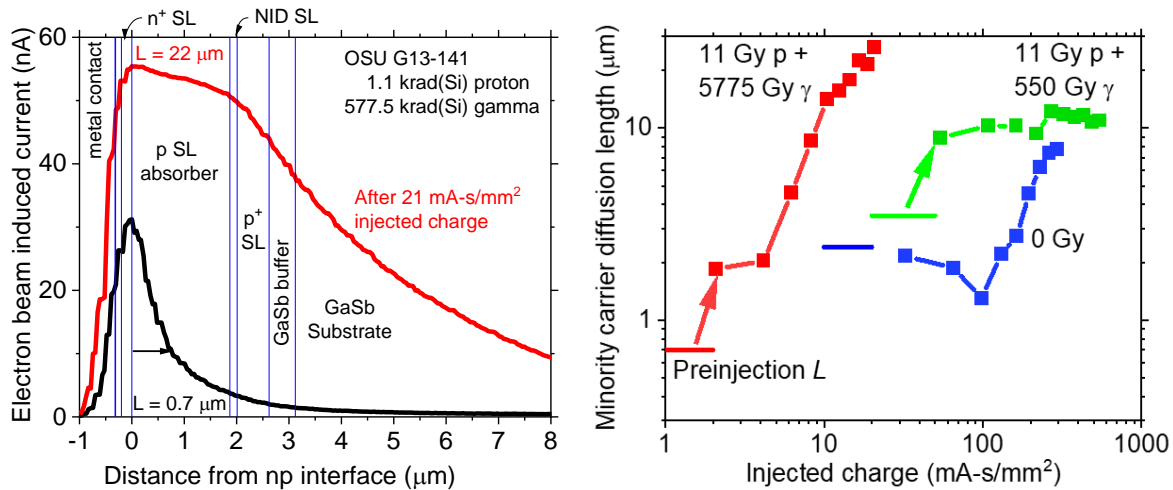 n⁺ SL
NID SL
Electron beam induced current (nA)
60
40
20
0
metal contact
L = 22 μm
OSU G13-141
1.1 krad(Si) proton
577.5 krad(Si) gamma
p SL
absorber
After 21 mA-s/mm²
injected charge
p⁺ SL
GaSb buffer
GaSb
Substrate
L = 0.7 μm
-1 0 1 2 3 4 5 6 7 8
Distance from np interface (μm)
Minority carrier diffusion length (μm)
10
1
11 Gy p +
5775 Gy γ
11 Gy p +
550 Gy γ
0 Gy
Preinjection L
1 10 100 1000
Injected charge (mA-s/mm²)